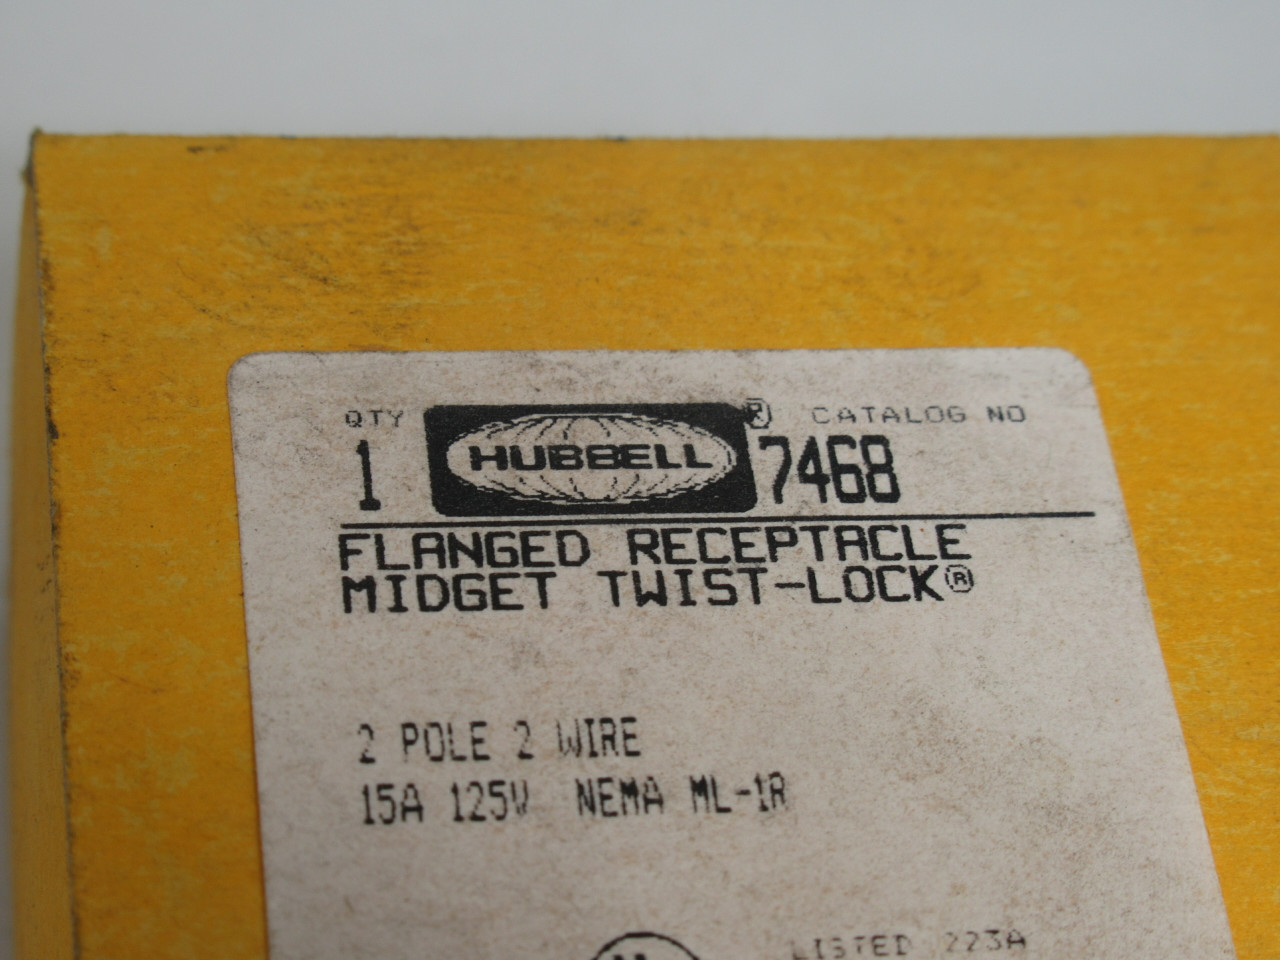 QTY HUBBELL® CATALOG NO
1 7468
FLANGED RECEPTACLE
MIDGET TWIST-LOCK®
2 POLE 2 WIRE
15A 125V NEMA ML-1R
LISTED 223A